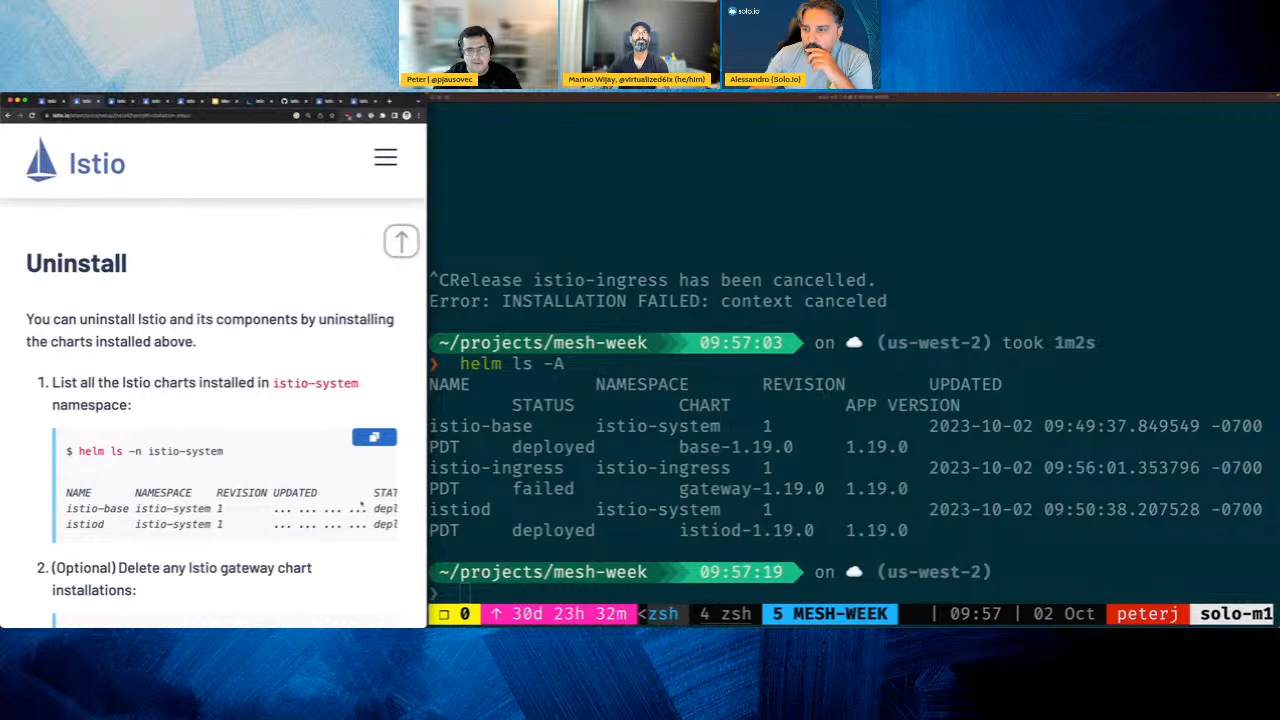 Peter | @pjausovec
Marino Wijay, @virtualized6ix (he/him)
solo.io
Alessandro (Solo.io)
Istio
Uninstall
You can uninstall Istio and its components by uninstalling
the charts installed above.
1. List all the Istio charts installed in istio-system
namespace:
$ helm ls -n istio-system
NAME NAMESPACE REVISION UPDATED STAT
istio-base istio-system 1 ... ... ... ... depl
istiod istio-system 1 ... ... ... ... depl
2. (Optional) Delete any Istio gateway chart
installations:
^CRelease istio-ingress has been cancelled.
Error: INSTALLATION FAILED: context canceled
~/projects/mesh-week 09:57:03 on (us-west-2) took 1m2s
❯ helm ls -A
NAME NAMESPACE REVISION UPDATED
STATUS CHART APP VERSION
istio-base istio-system 1 2023-10-02 09:49:37.849549 -0700
PDT deployed base-1.19.0 1.19.0
istio-ingress istio-ingress 1 2023-10-02 09:56:01.353796 -0700
PDT failed gateway-1.19.0 1.19.0
istiod istio-system 1 2023-10-02 09:50:38.207528 -0700
PDT deployed istiod-1.19.0 1.19.0
~/projects/mesh-week 09:57:19 on (us-west-2)
❯
0 ↑ 30d 23h 32m <zsh 4 zsh 5 MESH-WEEK | 09:57 | 02 Oct peterj solo-m1